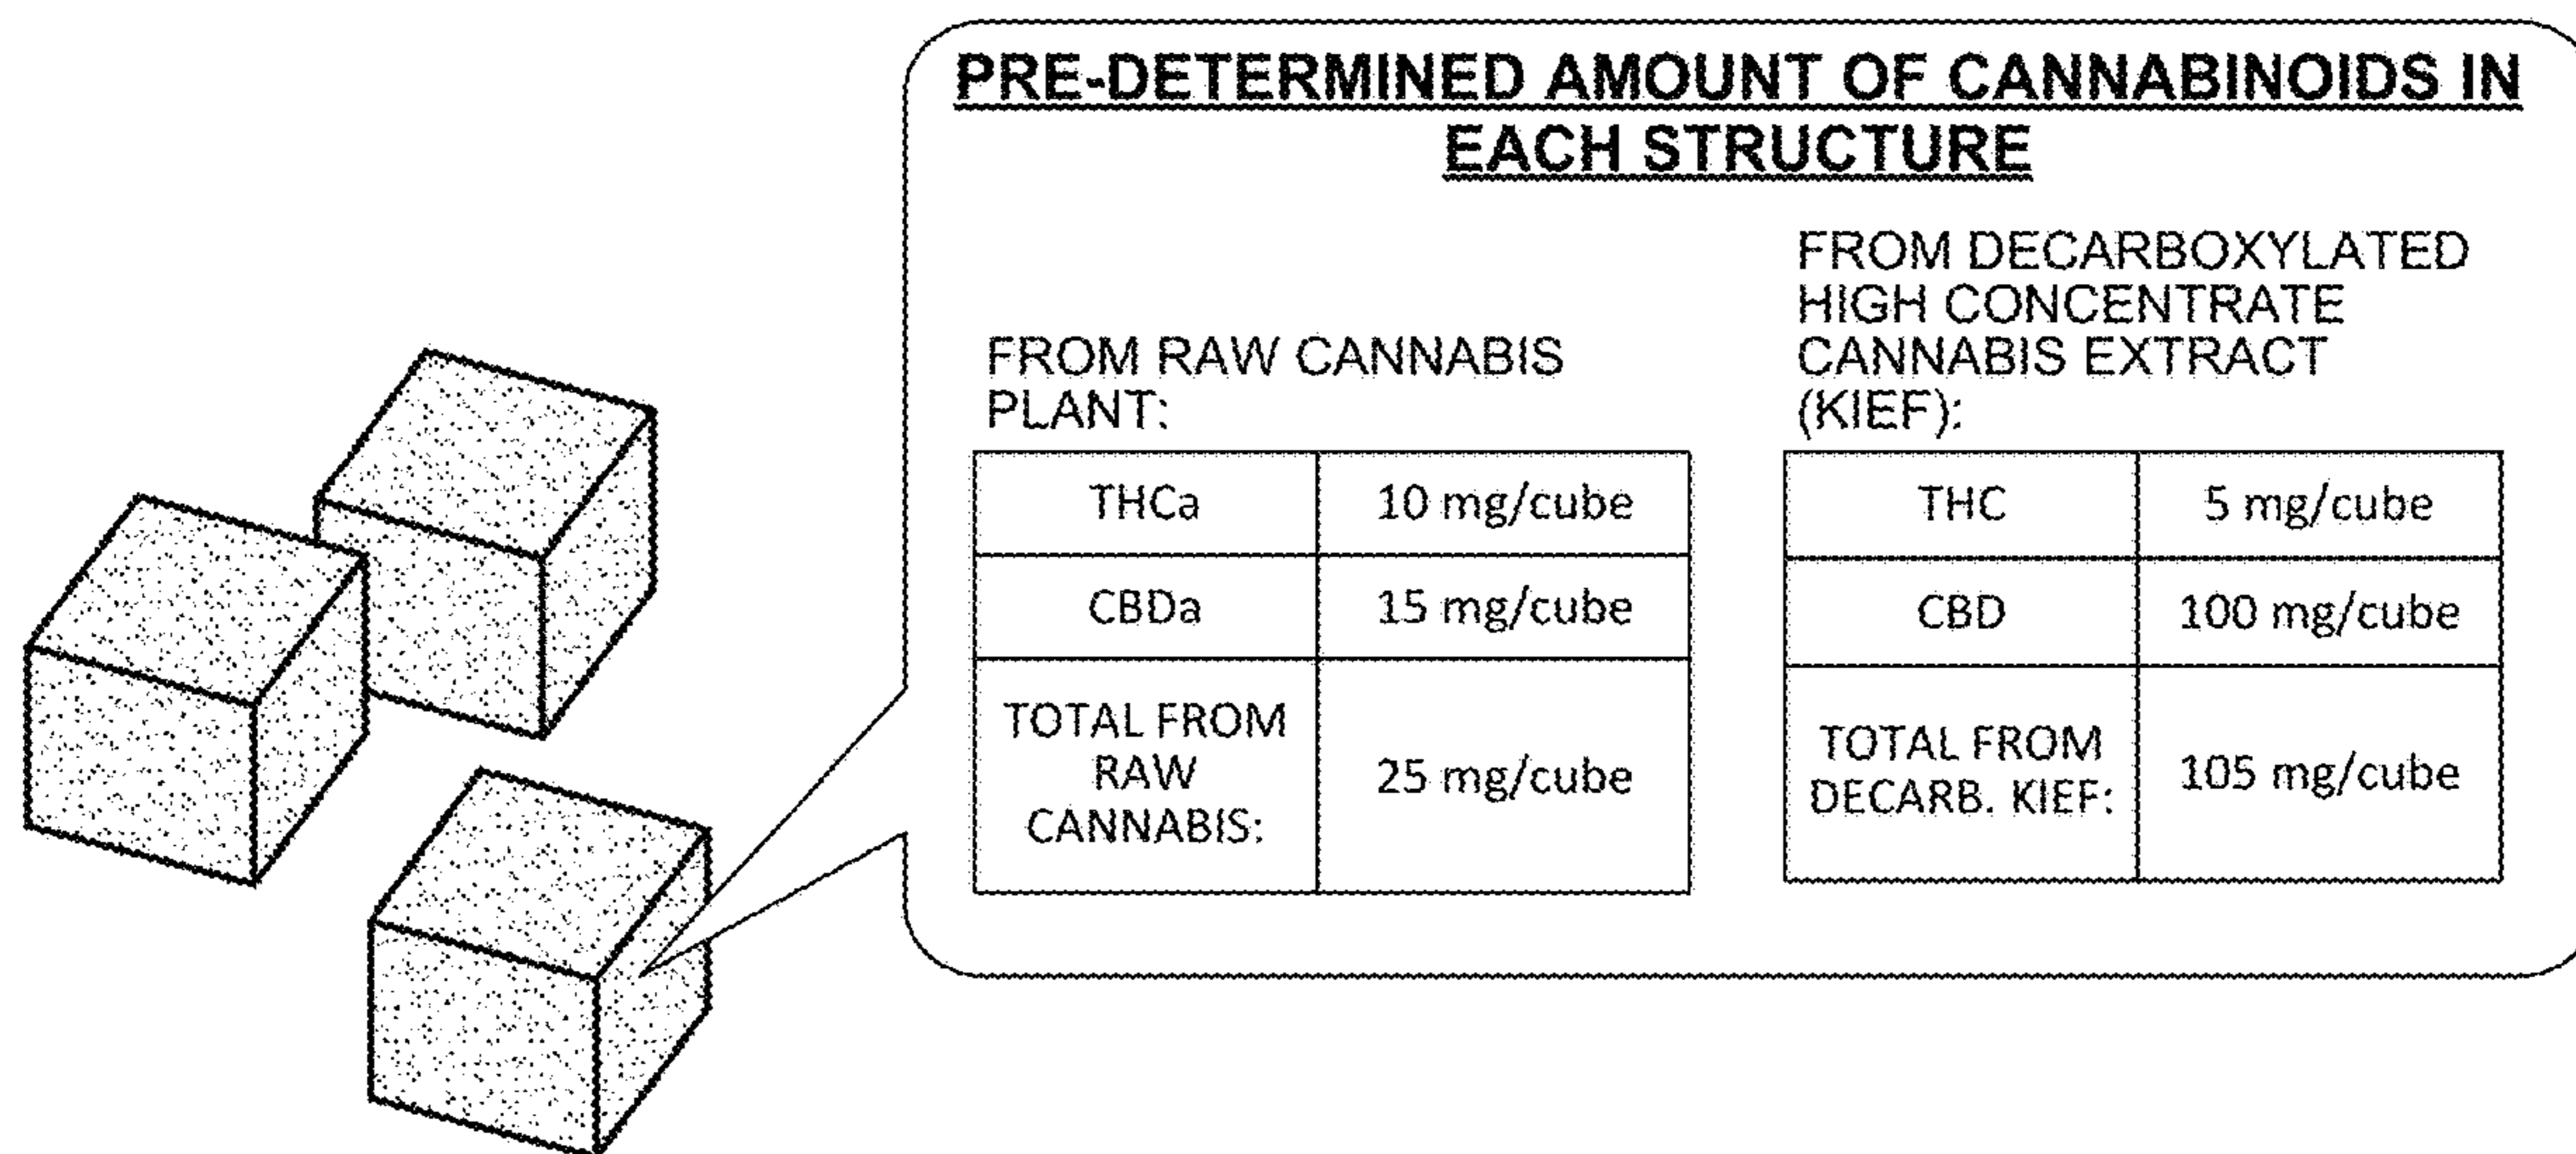 PRE-DETERMINED AMOUNT OF CANNABINOIDS IN
EACH STRUCTURE
FROM RAW CANNABIS
PLANT:
THCa 10 mg/cube
CBDa 15 mg/cube
TOTAL FROM
RAW
CANNABIS:
25 mg/cube
FROM DECARBOXYLATED
HIGH CONCENTRATE
CANNABIS EXTRACT
(KIEF):
THC 5 mg/cube
CBD 100 mg/cube
TOTAL FROM
DECARB. KIEF:
105 mg/cube